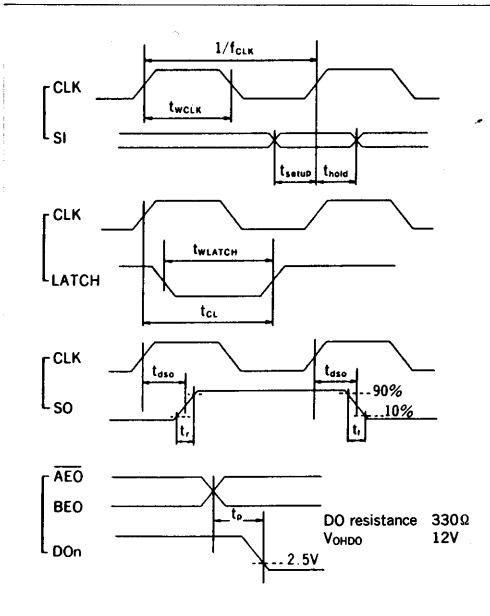 1/fCLK
CLK
twCLK
SI
tsetup thold
CLK
twLATCH
LATCH
tCL
CLK
tdso tdso
90%
SO
10%
tr tf
AEO
BEO
tp
DO resistance 330Ω
VOHDO 12V
DOn
2.5V